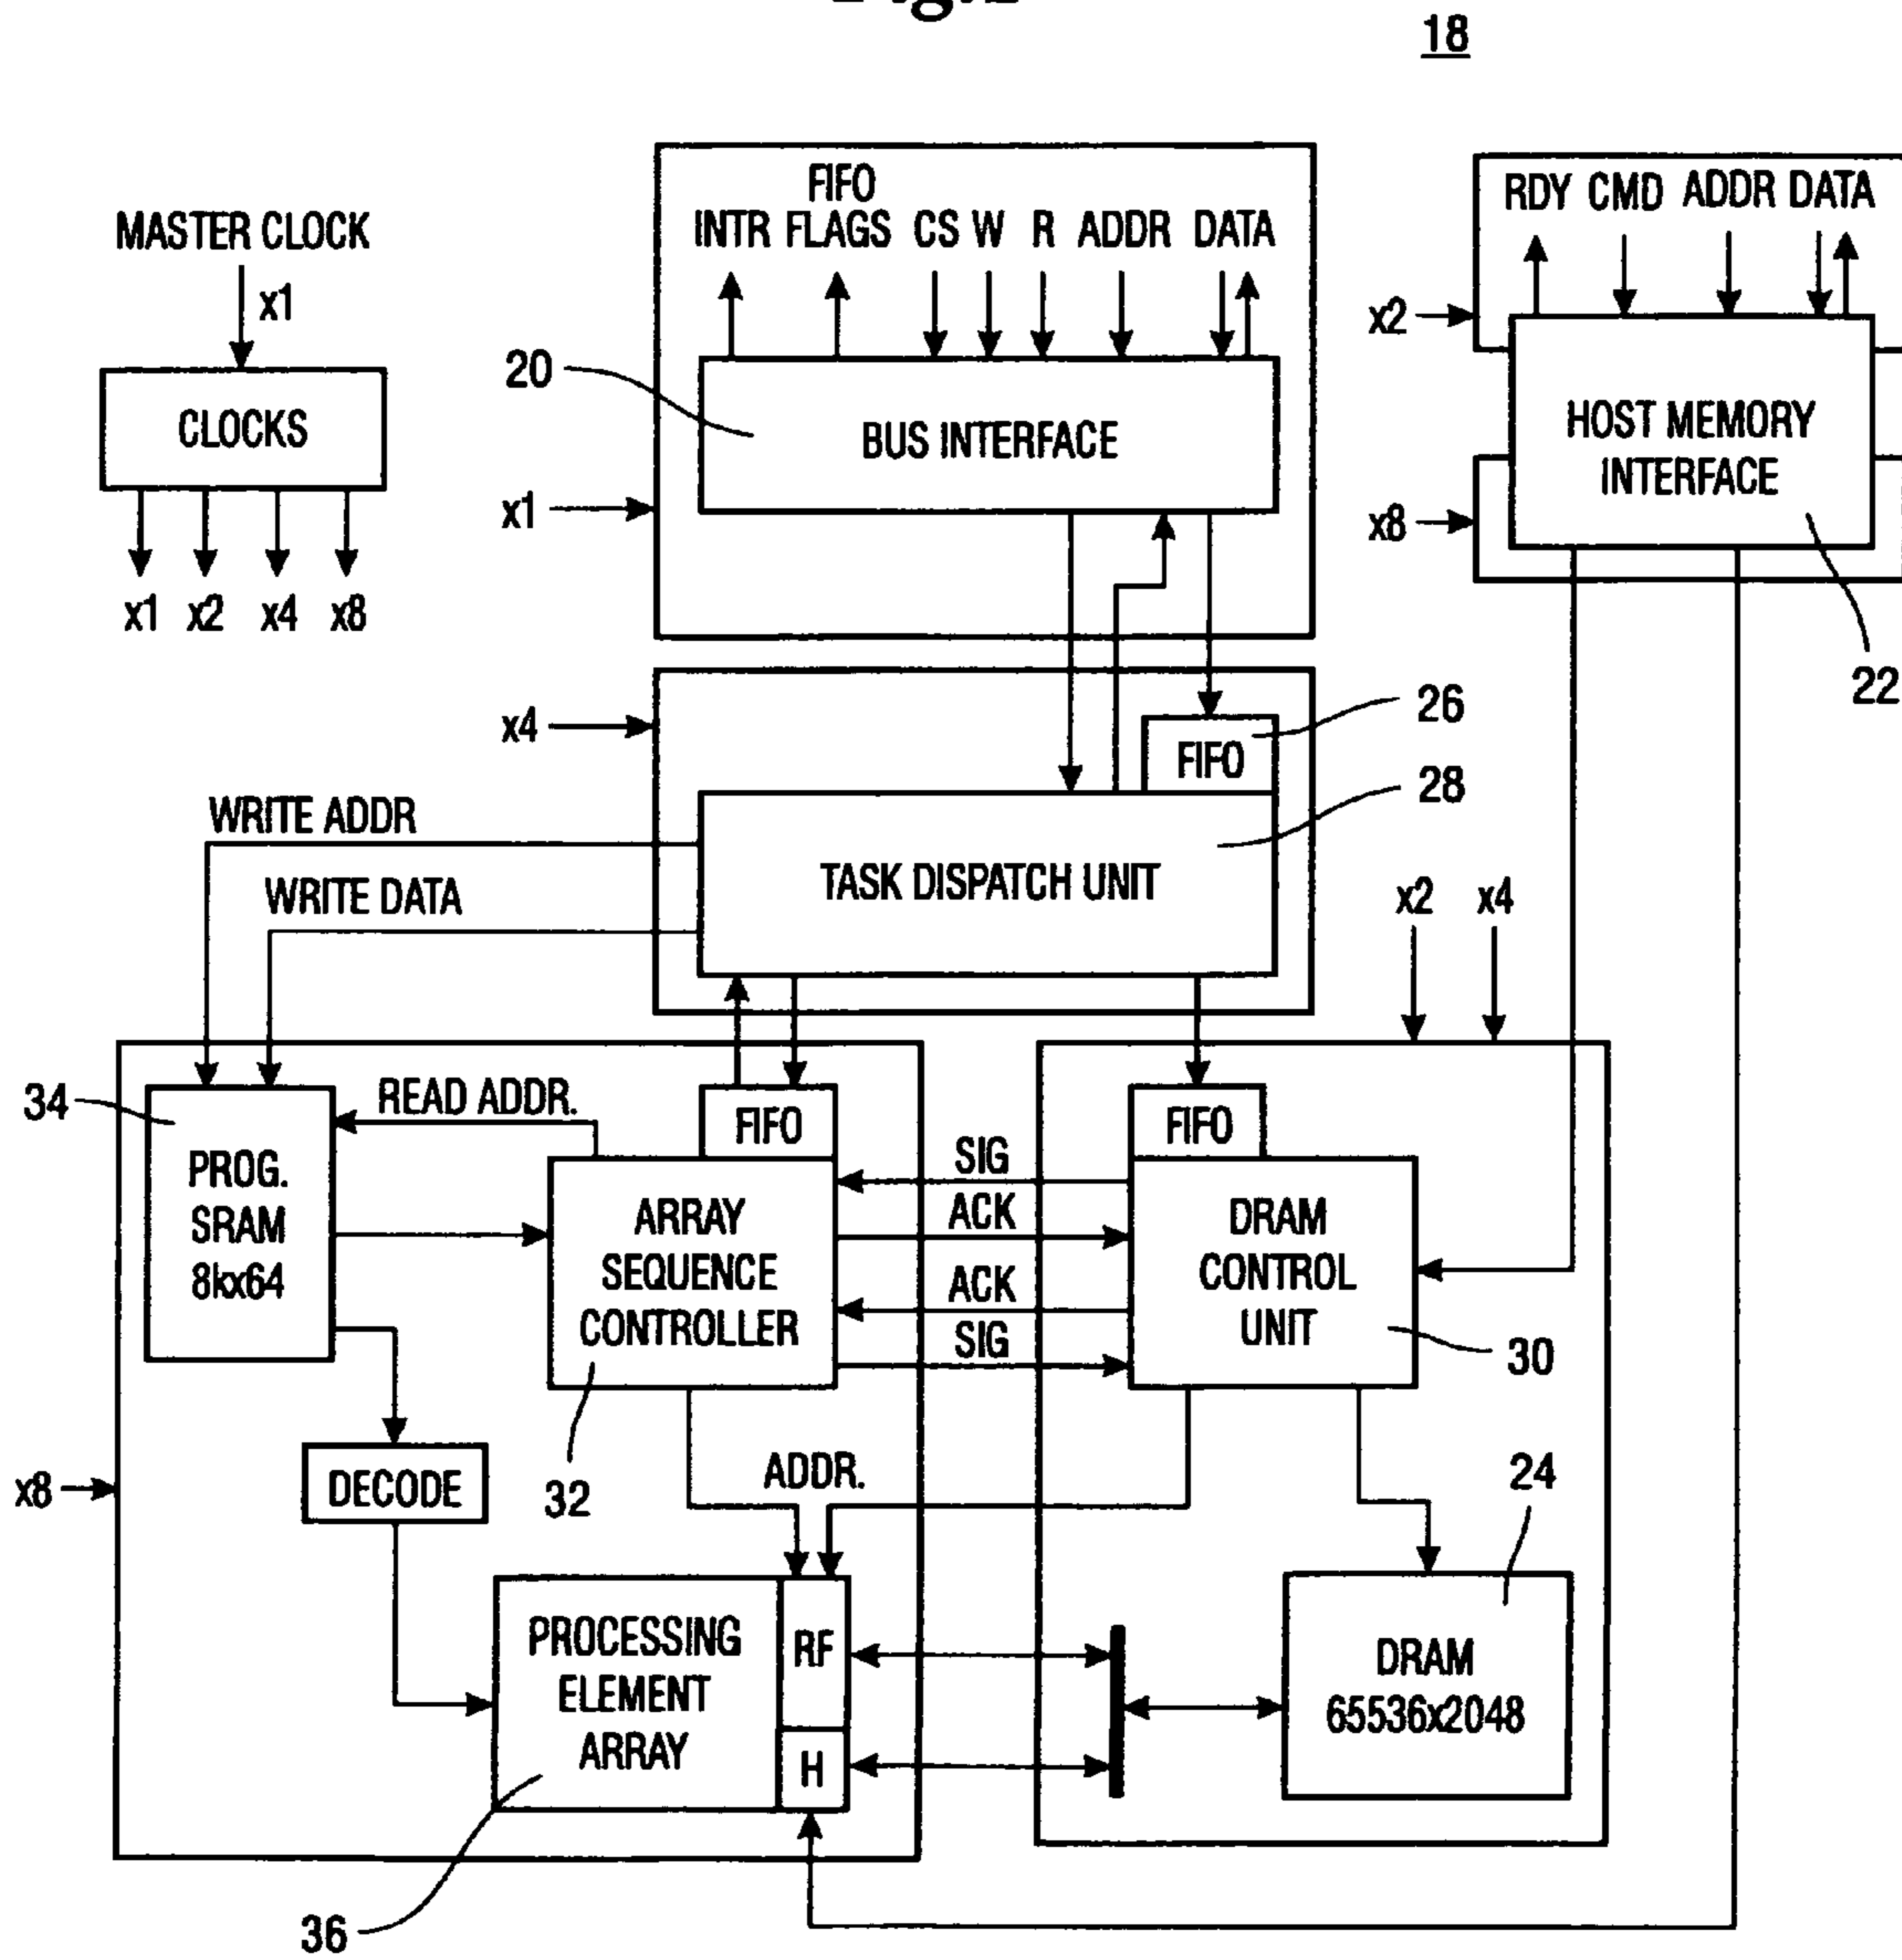 18
MASTER CLOCK
x1
CLOCKS
x1 x2 x4 x8
FIFO
INTR FLAGS CS W R ADDR DATA
20
BUS INTERFACE
x1
RDY CMD ADDR DATA
x2
HOST MEMORY
INTERFACE
x8
22
x4
26
FIFO
28
TASK DISPATCH UNIT
WRITE ADDR
WRITE DATA
x2 x4
34
READ ADDR.
FIFO
FIFO
PROG.
SRAM
8kx64
ARRAY
SEQUENCE
CONTROLLER
SIG
ACK
ACK
SIG
DRAM
CONTROL
UNIT
30
32
x8
DECODE
ADDR.
24
PROCESSING
ELEMENT
ARRAY
RF
H
DRAM
65536x2048
36